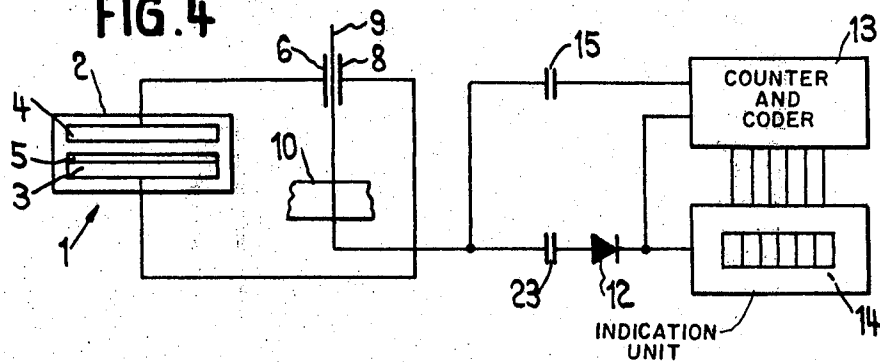 FIG.4
9
6
8
15
13
2
COUNTER
AND
CODER
4
10
5
3
1
23
12
14
INDICATION
UNIT